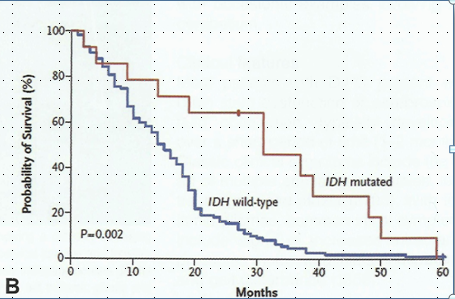 Probability of Survival (%)
100
80
60
40
20
0
IDH mutated
IDH wild-type
P=0.002
0 10 20 30 40 50 60
Months
B